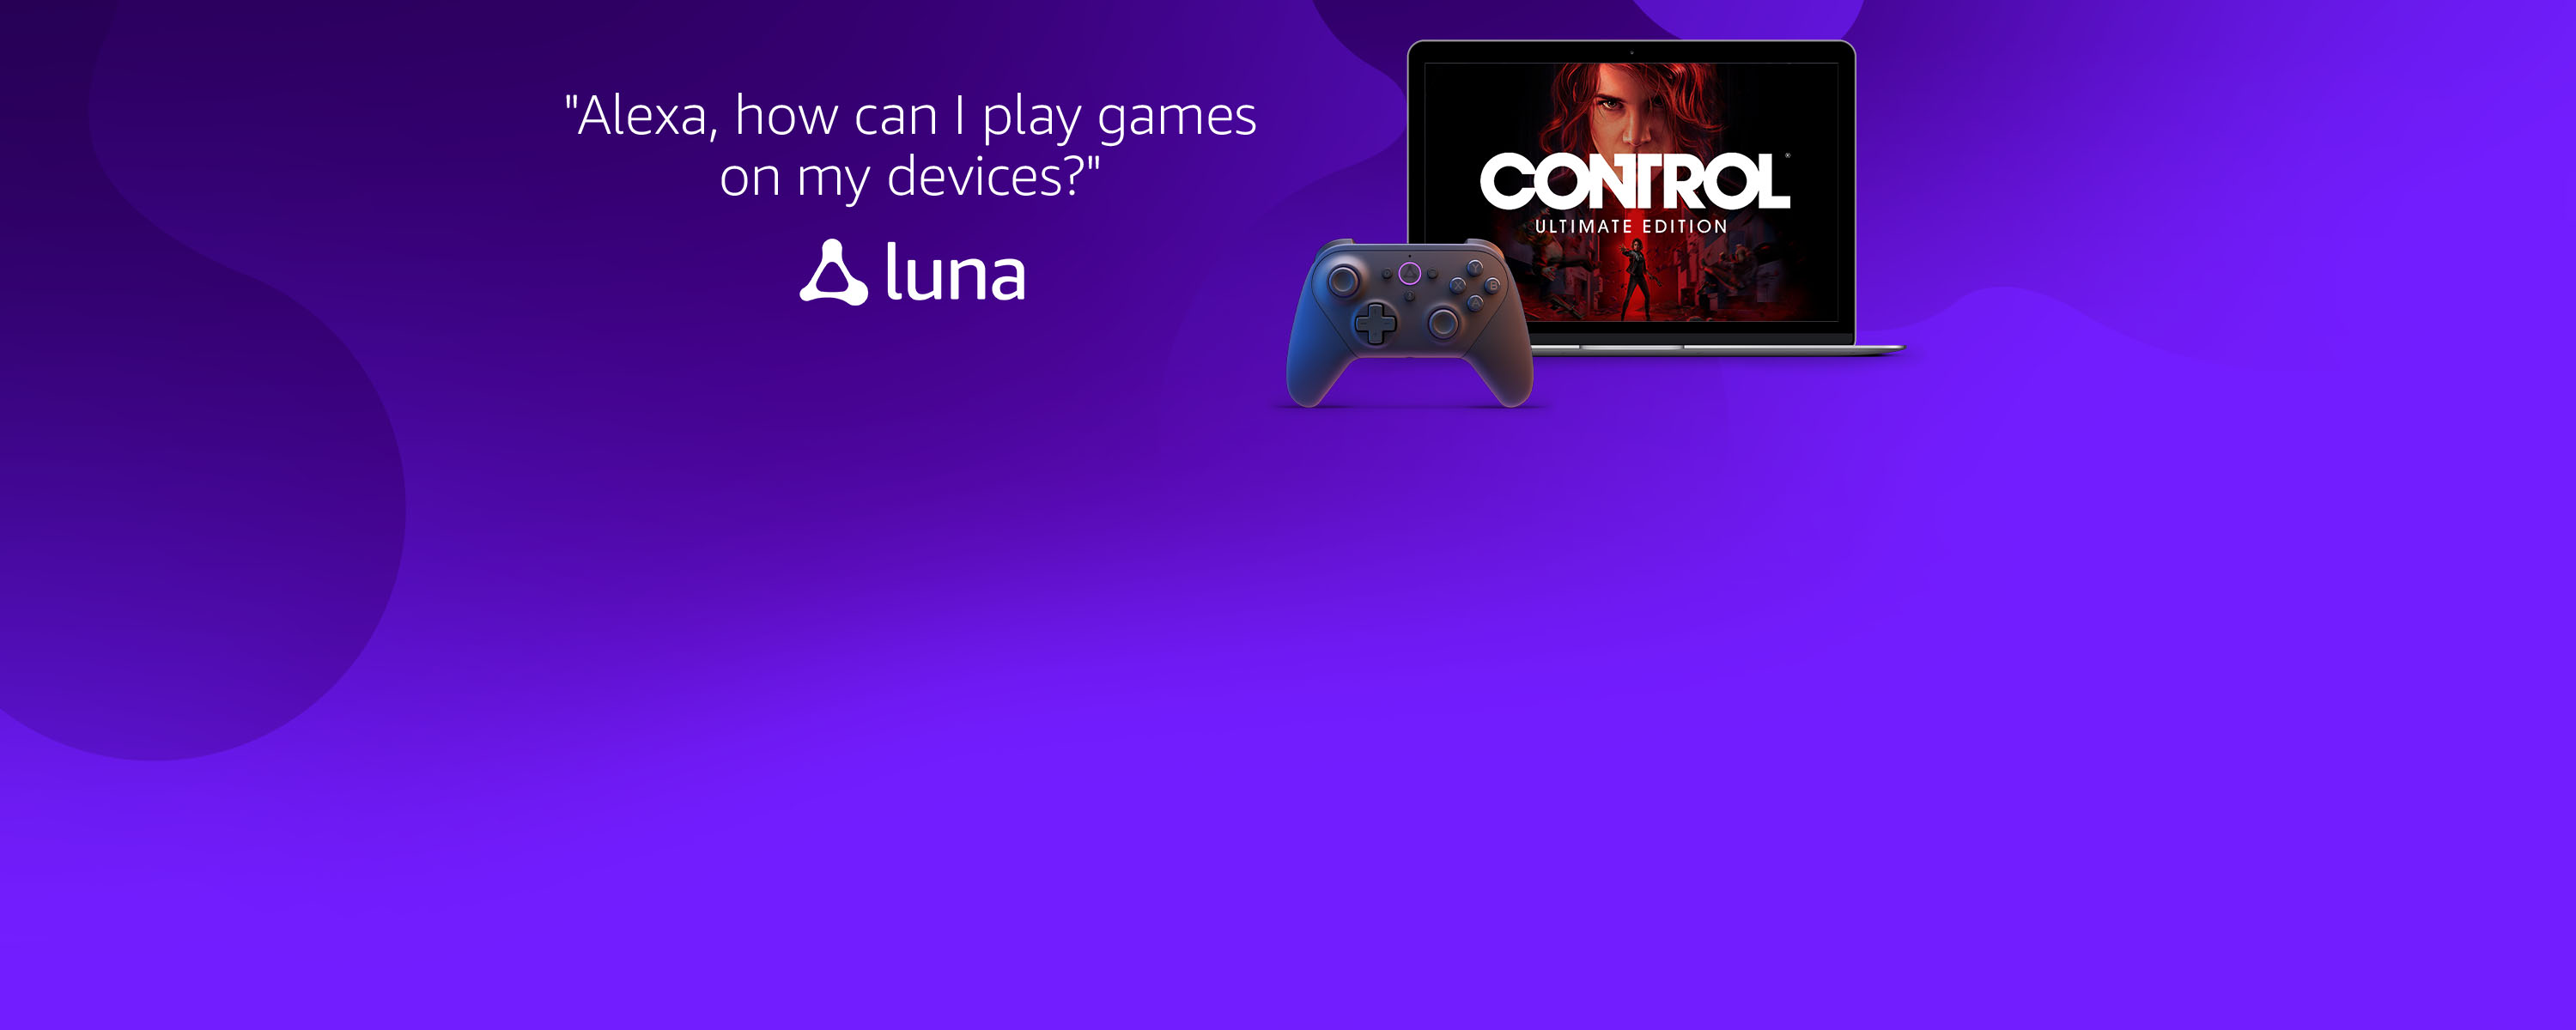 "Alexa, how can I play games
on my devices?"
luna
CONTROL®
ULTIMATE EDITION
Y
X B
A